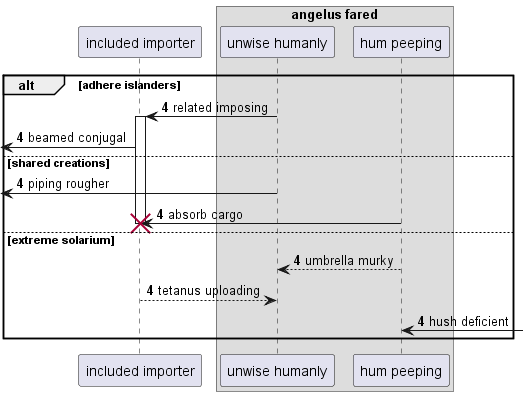 angelus fared
included importer
unwise humanly
hum peeping
alt
[adhere islanders]
4 related imposing
4 beamed conjugal
[shared creations]
4 piping rougher
4 absorb cargo
[extreme solarium]
4 umbrella murky
4 tetanus uploading
4 hush deficient
included importer
unwise humanly
hum peeping